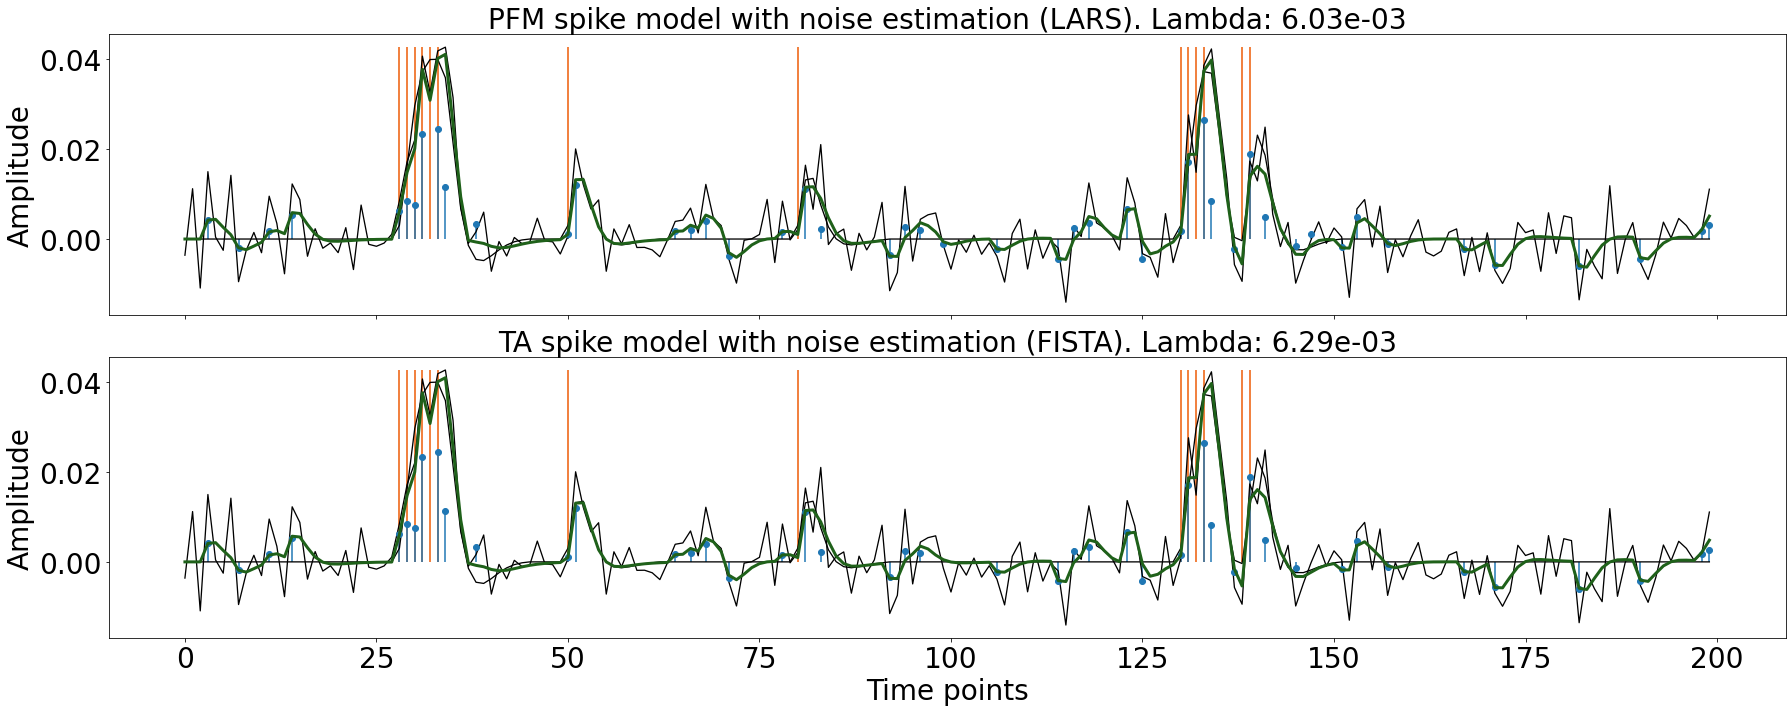 PFM spike model with noise estimation (LARS). Lambda: 6.03e-03
0.04
0.02
0.00
Amplitude
TA spike model with noise estimation (FISTA). Lambda: 6.29e-03
0.04
0.02
0.00
Amplitude
0 25 50 75 100 125 150 175 200
Time points